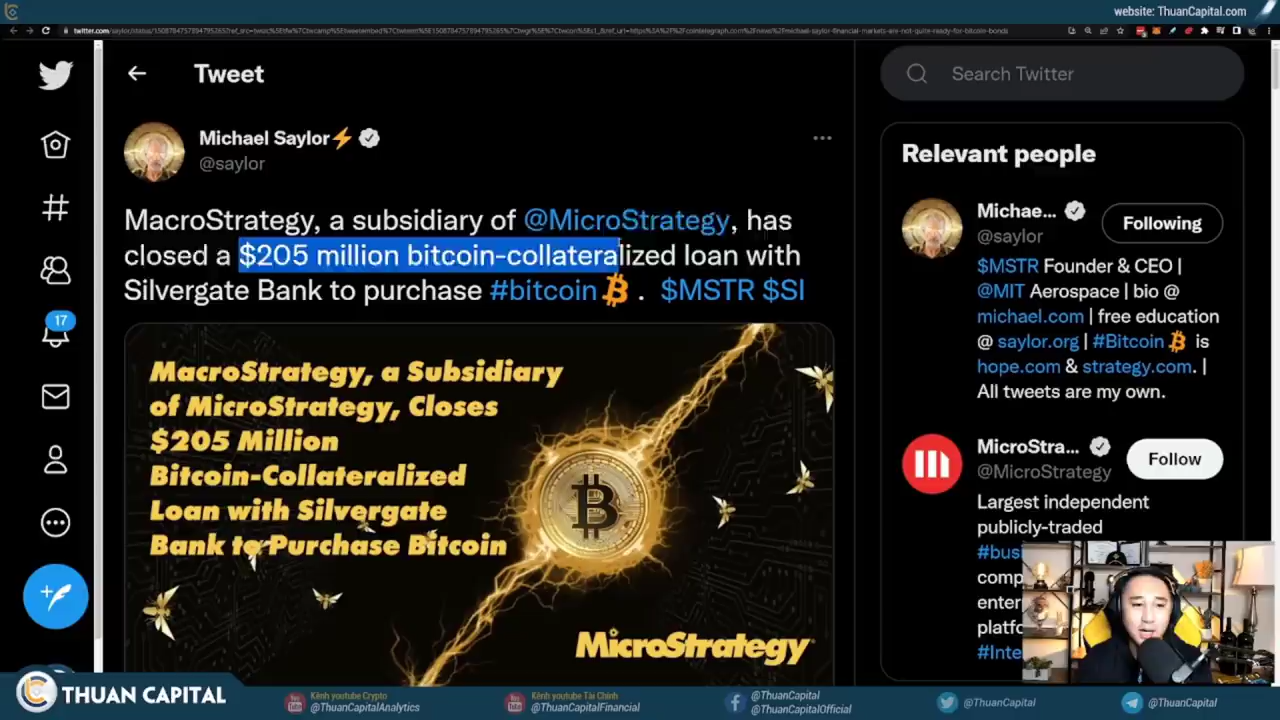 website: ThuanCapital.com
Tweet
Search Twitter
Michael Saylor⚡
@saylor
MacroStrategy, a subsidiary of @MicroStrategy, has
closed a $205 million bitcoin-collateralized loan with
Silvergate Bank to purchase #bitcoin . $MSTR $SI
MacroStrategy, a Subsidiary
of MicroStrategy, Closes
$205 Million
Bitcoin-Collateralized
Loan with Silvergate
Bank to Purchase Bitcoin
MicroStrategy
17
Relevant people
Michae...
@saylor
Following
$MSTR Founder & CEO |
@MIT Aerospace | bio @
michael.com | free education
@ saylor.org | #Bitcoin is
hope.com & strategy.com. |
All tweets are my own.
MicroStra...
@MicroStrategy
Follow
Largest independent
publicly-traded
#busi
comp
enter
platfo
#Inte
THUAN CAPITAL
Kênh youtube Crypto
@ThuanCapitalAnalytics
Kênh youtube Tài Chính
@ThuanCapitalFinancial
@ThuanCapital
@ThuanCapitalOfficial
@ThuanCapital
@ThuanCapital